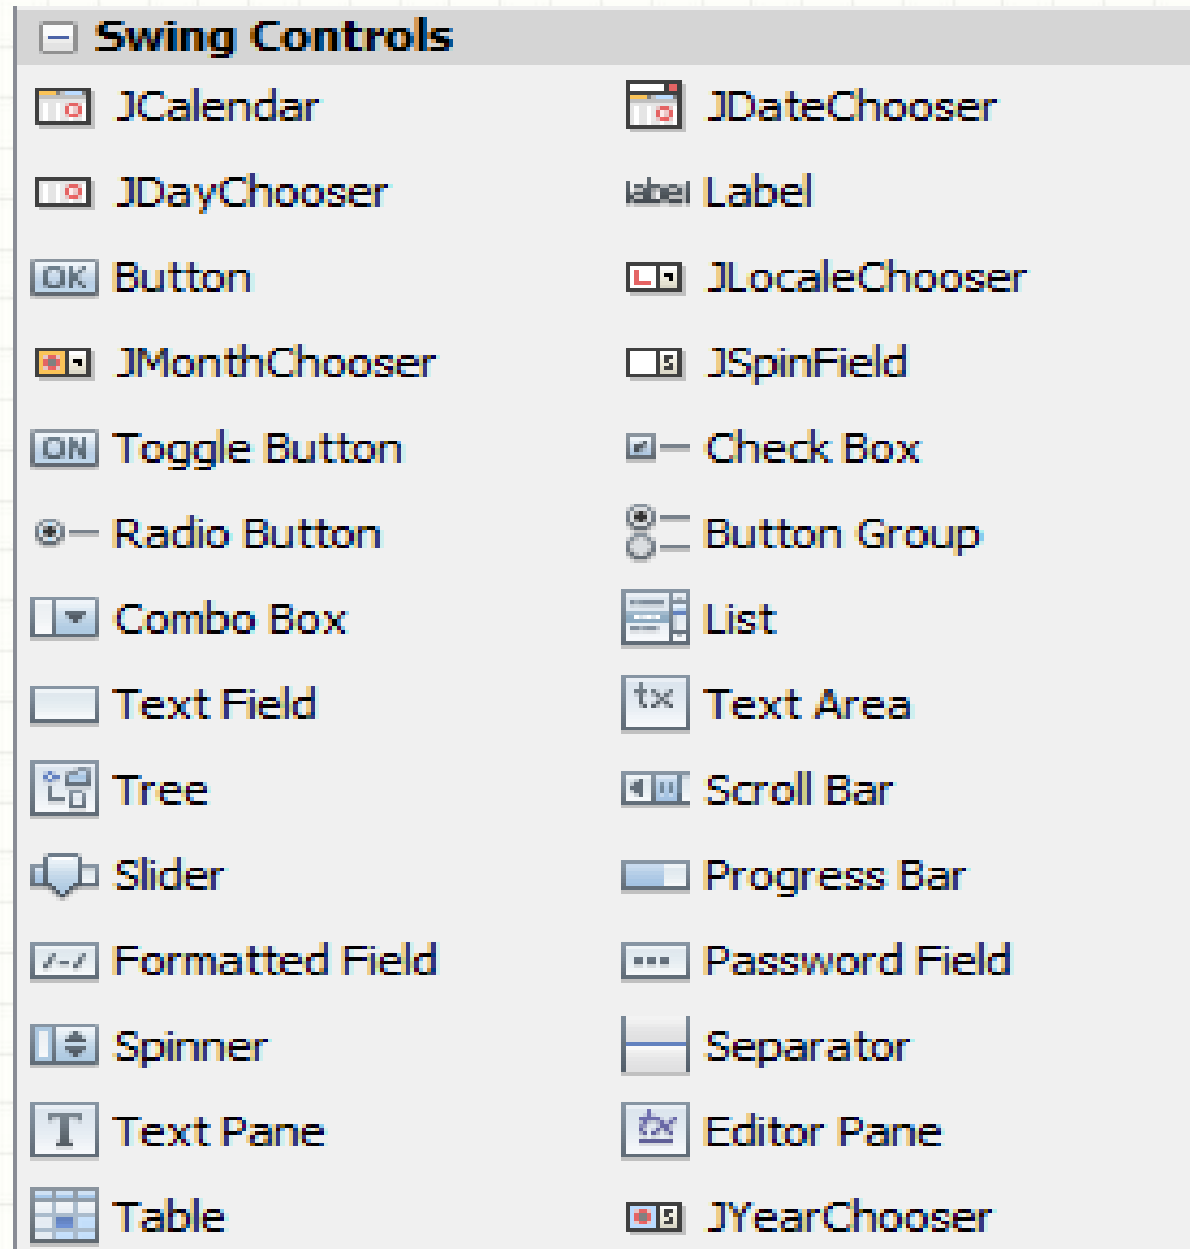 Swing Controls
JCalendar JDateChooser
JDayChooser label Label
OK Button JLocaleChooser
JMonthChooser JSpinField
ON Toggle Button Check Box
Radio Button Button Group
Combo Box List
Text Field tx Text Area
Tree Scroll Bar
Slider Progress Bar
Formatted Field Password Field
Spinner Separator
T Text Pane tx Editor Pane
Table JYearChooser